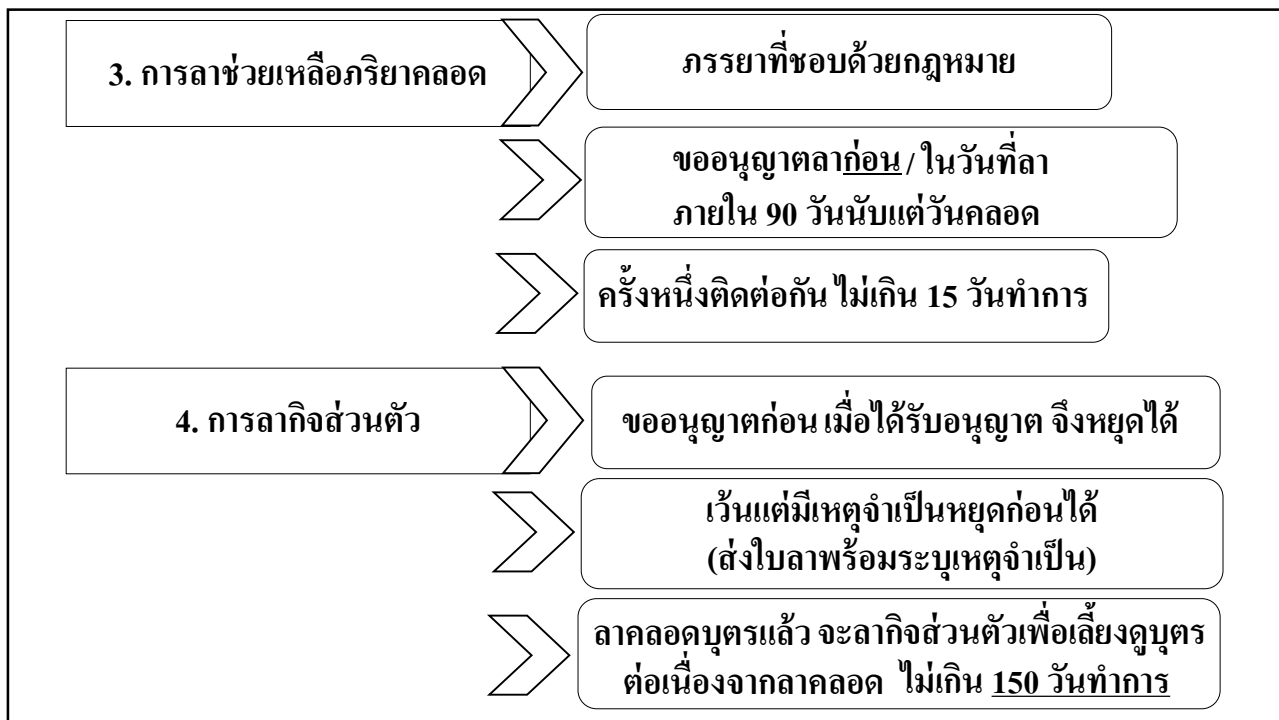 3. การลาช่วยเหลือภริยาคลอด
ภรรยาที่ชอบด้วยกฎหมาย
ขออนุญาตลาก่อน / ในวันที่ลา
ภายใน 90 วันนับแต่วันคลอด
ครั้งหนึ่งติดต่อกัน ไม่เกิน 15 วันทำการ
4. การลากิจส่วนตัว
ขออนุญาตก่อน เมื่อได้รับอนุญาต จึงหยุดได้
เว้นแต่มีเหตุจำเป็นหยุดก่อนได้
(ส่งใบลาพร้อมระบุเหตุจำเป็น)
ลาคลอดบุตรแล้ว จะลากิจส่วนตัวเพื่อเลี้ยงดูบุตร
ต่อเนื่องจากลาคลอด ไม่เกิน 150 วันทำการ